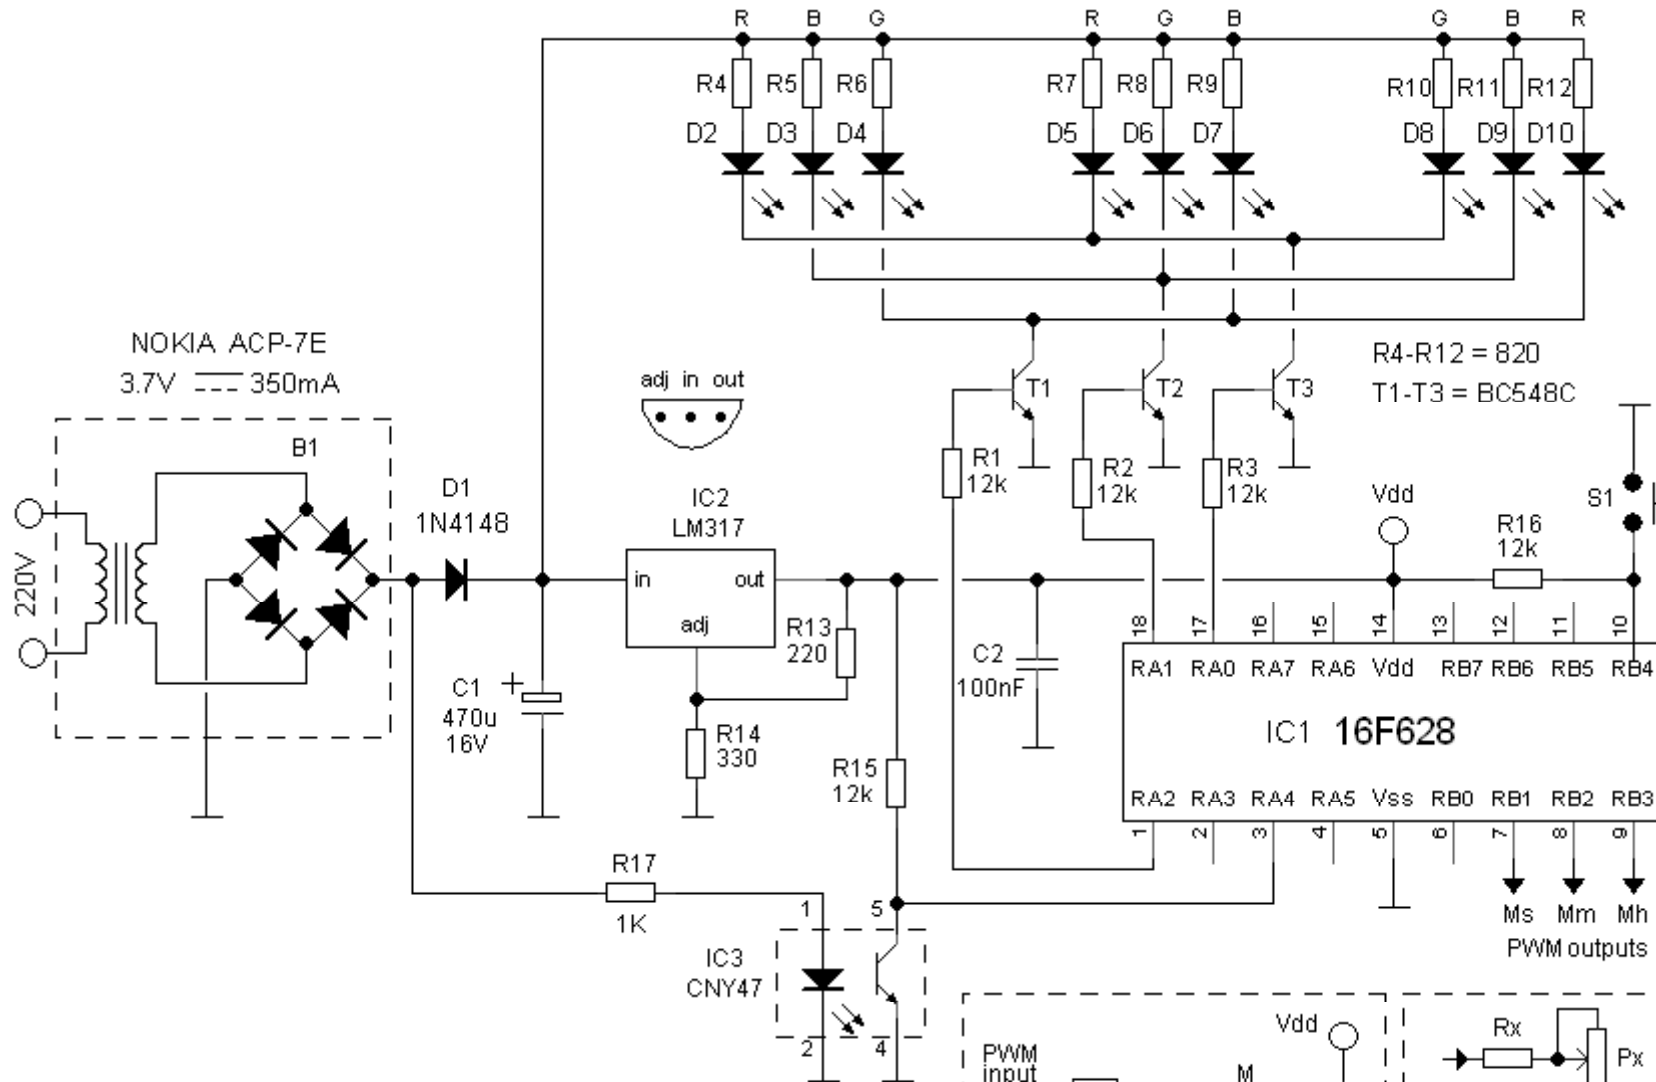 R B G R G B G B R
R4 R5 R6 R7 R8 R9 R10 R11 R12
D2 D3 D4 D5 D6 D7 D8 D9 D10
NOKIA ACP-7E
3.7V 350mA
R4-R12 = 820
T1-T3 = BC548C
adj in out
T1 T2 T3
B1
R1
12k
R2
12k
R3
12k
D1
1N4148
IC2
LM317
Vdd
S1
R16
12k
220V
in out
adj
R13
220
18 17 16 15 14 13 12 11 10
C2
100nF
RA1 RA0 RA7 RA6 Vdd RB7 RB6 RB5 RB4
C1
470u
16V
+
R14
330
IC1 16F628
R15
12k
RA2 RA3 RA4 RA5 Vss RB0 RB1 RB2 RB3
1 2 3 4 5 6 7 8 9
R17
1K
1 5
Ms Mm Mh
PWM outputs
IC3
CNY47
2 4
PWM
input
Vdd
M
Rx
Px